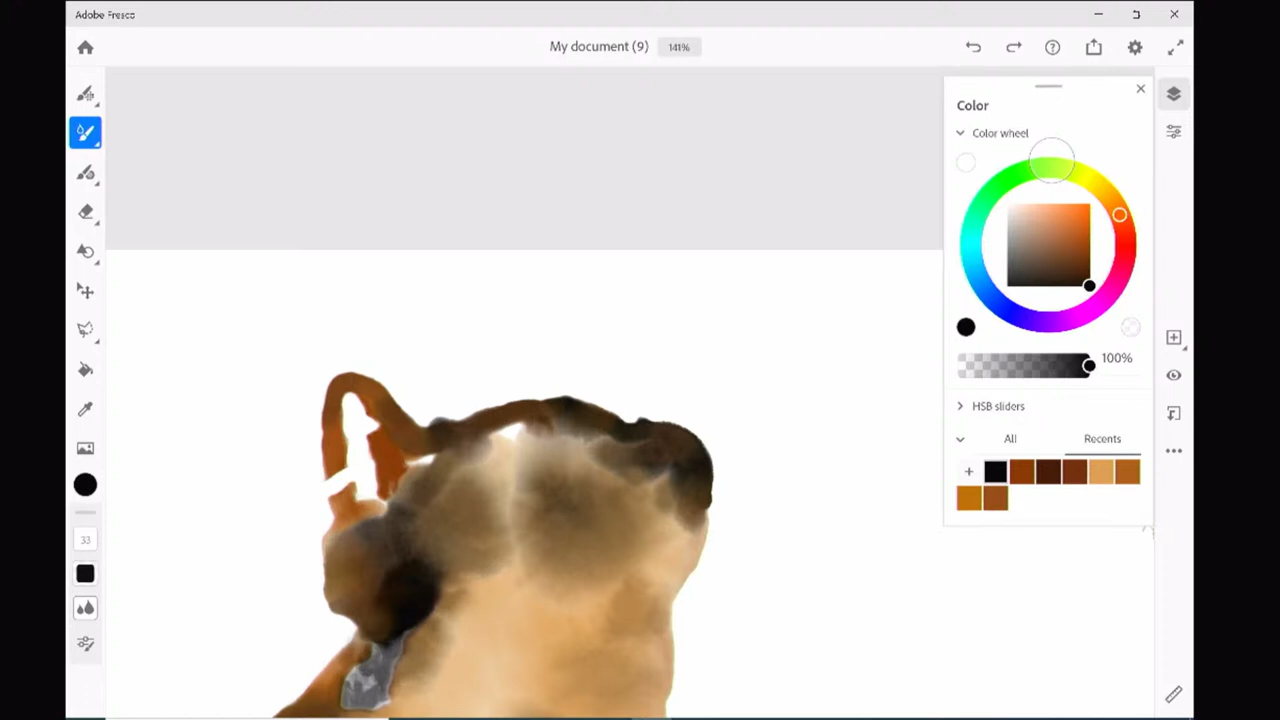 Adobe Fresco
My document (9) 141%
Color
Color wheel
100%
HSB sliders
All Recents
33